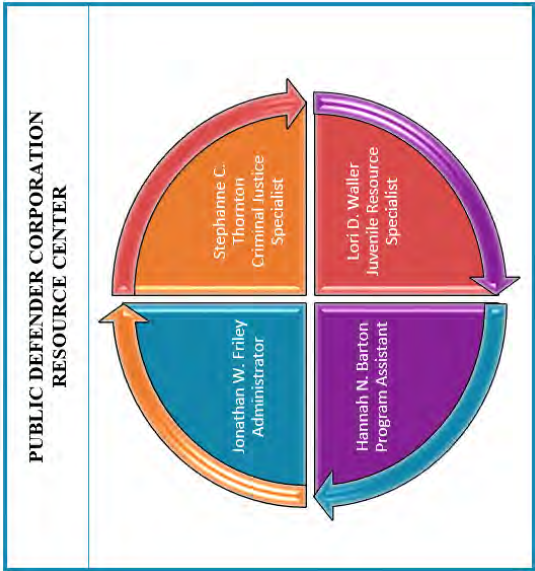 PUBLIC DEFENDER CORPORATION
RESOURCE CENTER
Jonathan W. Friley
Administrator
Stephanne C.
Thornton
Criminal Justice
Specialist
Hannah N. Barton
Program Assistant
Lori D. Waller
Juvenile Resource
Specialist